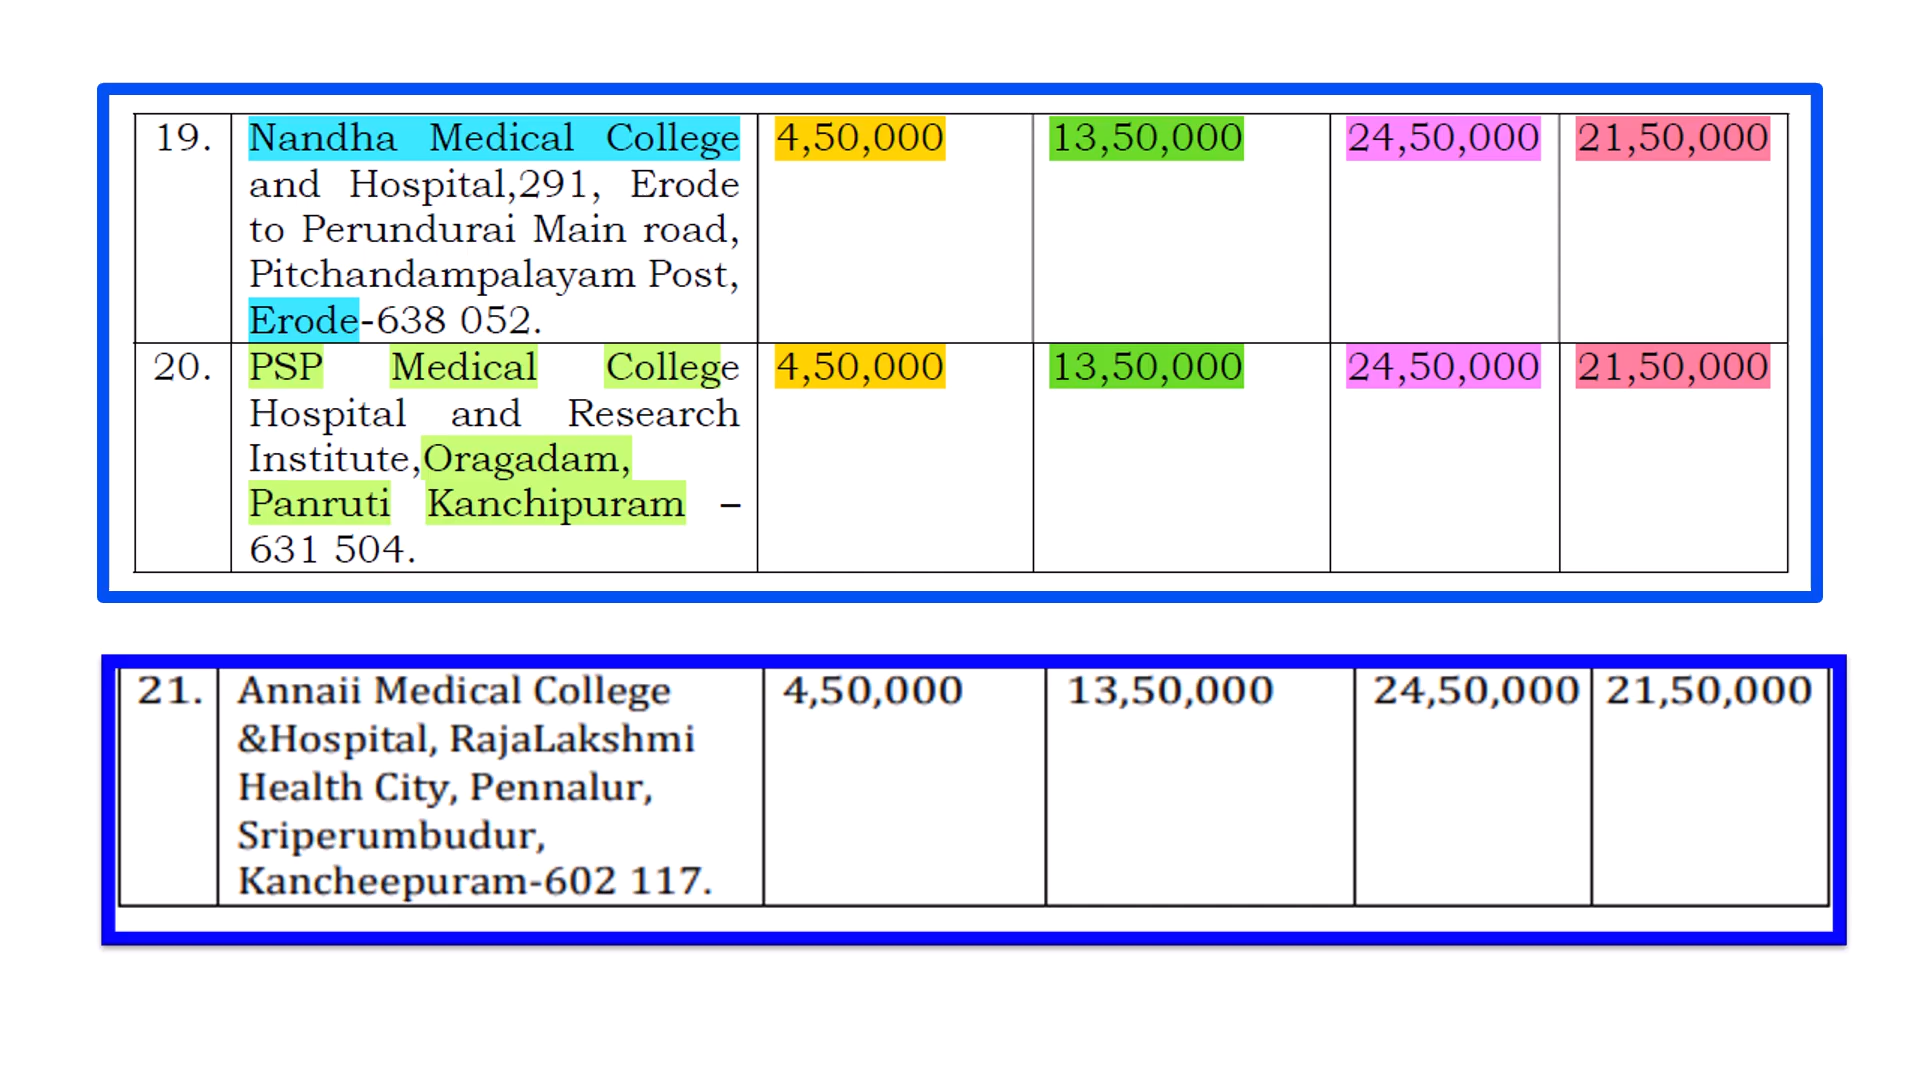 19. Nandha Medical College 4,50,000 13,50,000 24,50,000 21,50,000
and Hospital,291, Erode
to Perundurai Main road,
Pitchandampalayam Post,
Erode-638 052.
20. PSP Medical College 4,50,000 13,50,000 24,50,000 21,50,000
Hospital and Research
Institute,Oragadam,
Panruti Kanchipuram –
631 504.
21. Annaii Medical College 4,50,000 13,50,000 24,50,000 21,50,000
&Hospital, RajaLakshmi
Health City, Pennalur,
Sriperumbudur,
Kancheepuram-602 117.